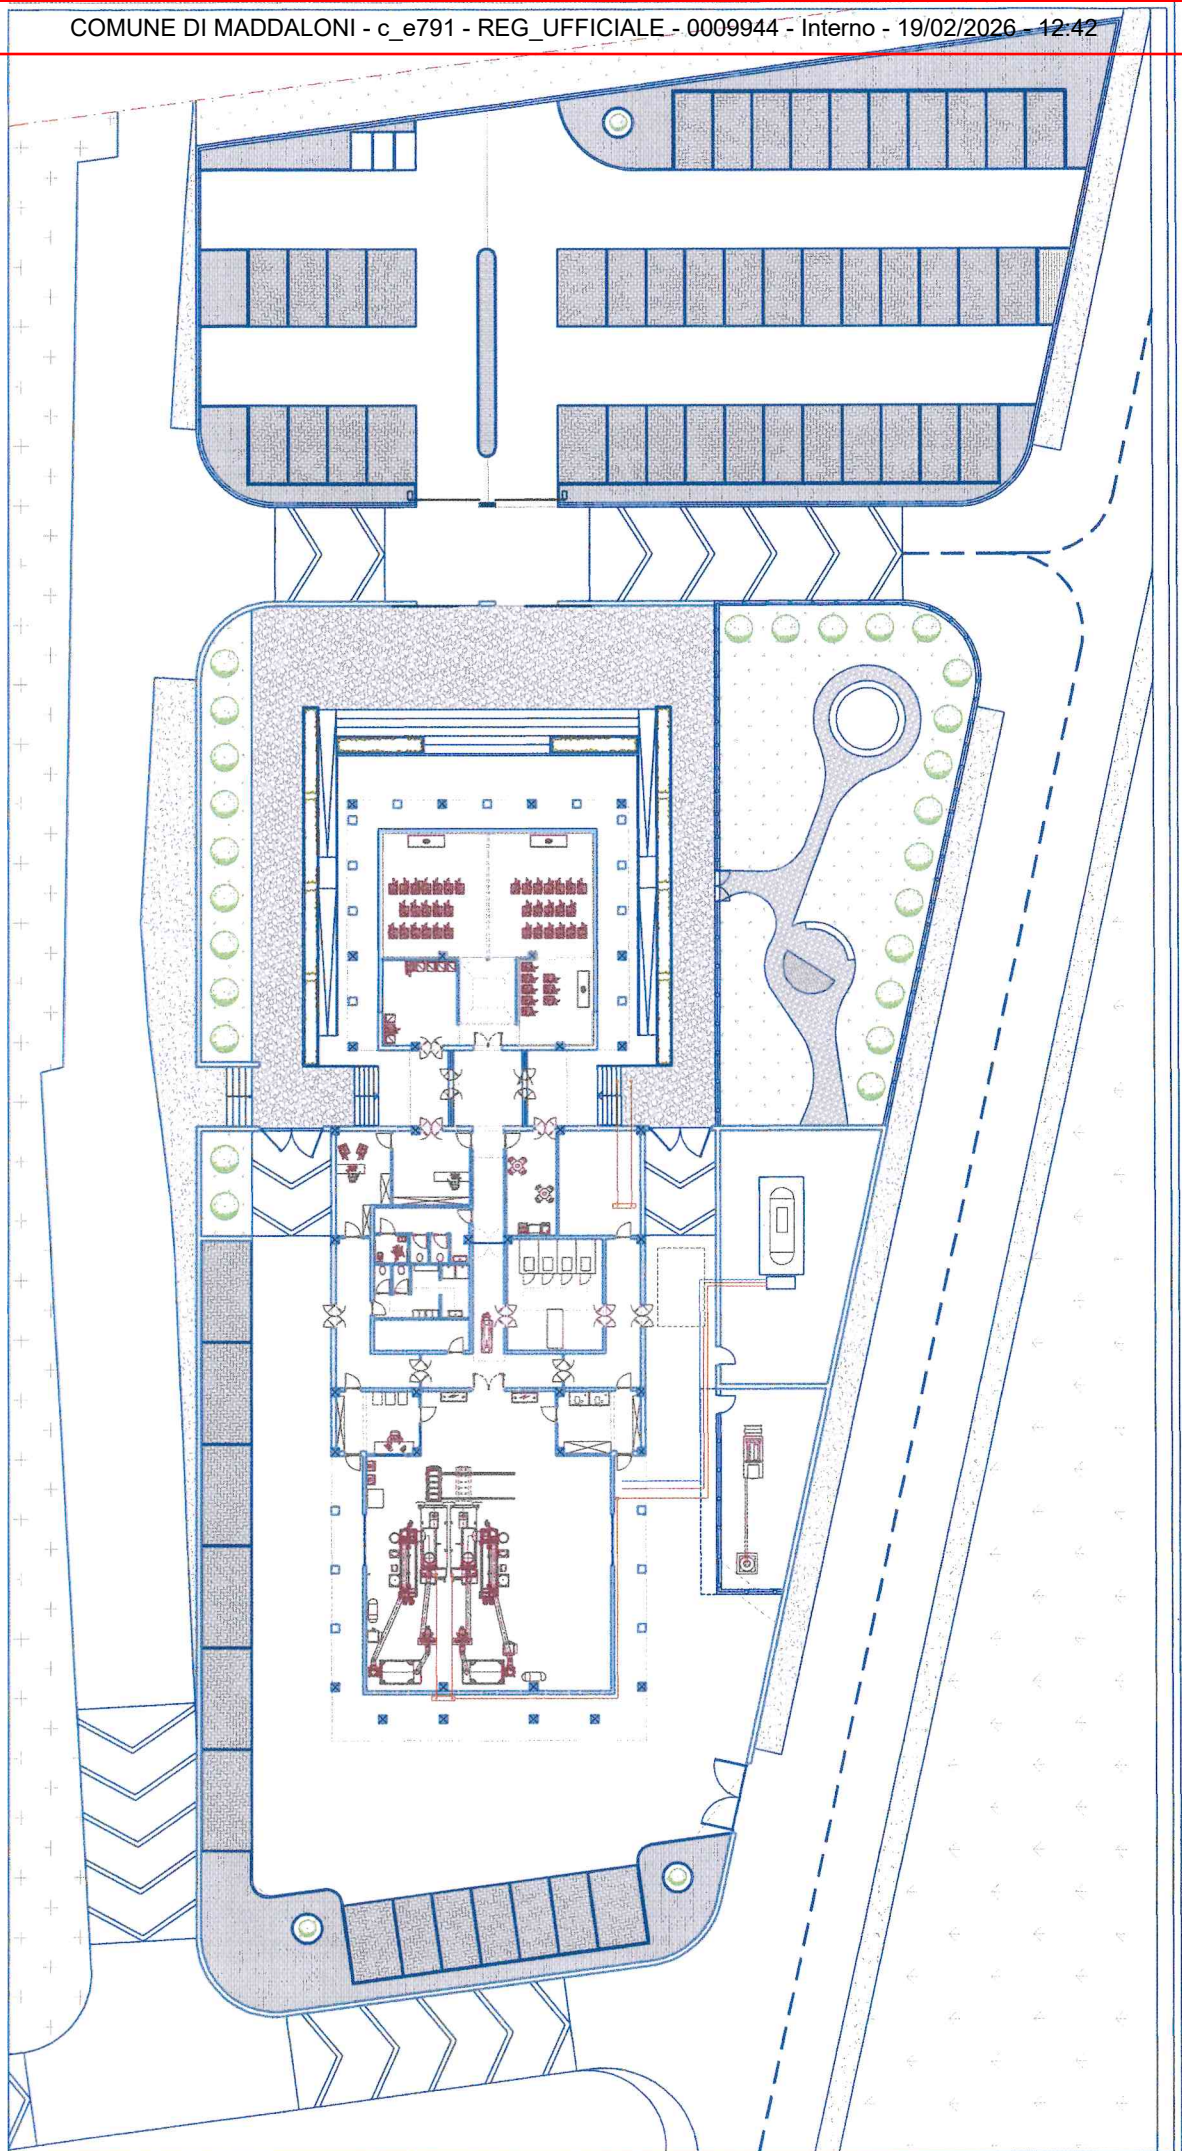 COMUNE DI MADDALONI - c_e791 - REG_UFFICIALE - 0009944 - Interno - 19/02/2026 - 12:42